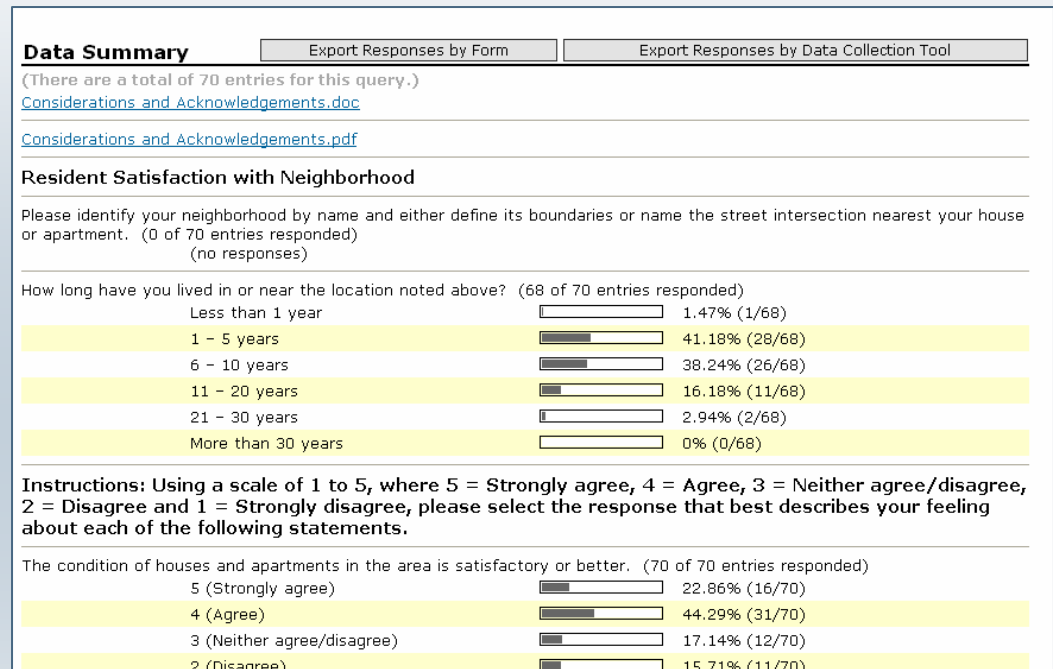 Data Summary Export Responses by Form Export Responses by Data Collection Tool
(There are a total of 70 entries for this query.)
Considerations and Acknowledgements.doc
Considerations and Acknowledgements.pdf
Resident Satisfaction with Neighborhood
Please identify your neighborhood by name and either define its boundaries or name the street intersection nearest your house
or apartment. (0 of 70 entries responded)
(no responses)
How long have you lived in or near the location noted above? (68 of 70 entries responded)
Less than 1 year 1.47% (1/68)
1 – 5 years 41.18% (28/68)
6 – 10 years 38.24% (26/68)
11 – 20 years 16.18% (11/68)
21 – 30 years 2.94% (2/68)
More than 30 years 0% (0/68)
Instructions: Using a scale of 1 to 5, where 5 = Strongly agree, 4 = Agree, 3 = Neither agree/disagree,
2 = Disagree and 1 = Strongly disagree, please select the response that best describes your feeling
about each of the following statements.
The condition of houses and apartments in the area is satisfactory or better. (70 of 70 entries responded)
5 (Strongly agree) 22.86% (16/70)
4 (Agree) 44.29% (31/70)
3 (Neither agree/disagree) 17.14% (12/70)
2 (Disagree) 15.71% (11/70)